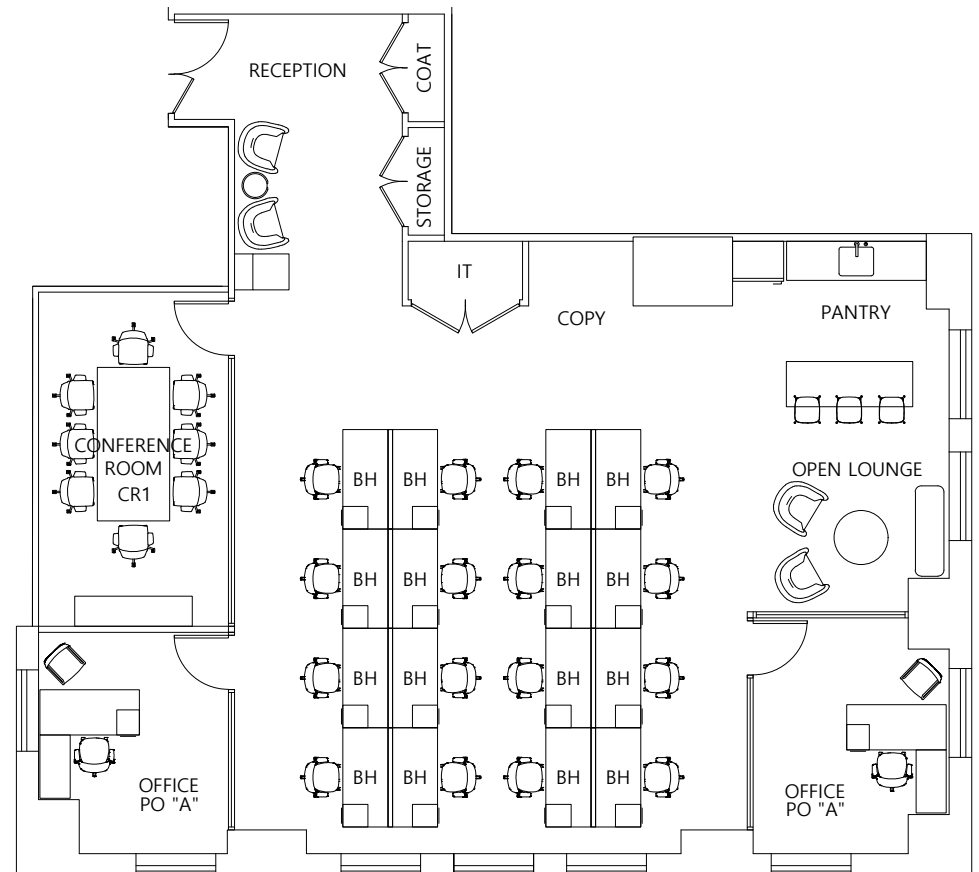 RECEPTION
COAT
STORAGE
IT
COPY
PANTRY
CONFERENCE
ROOM
CR1
OPEN LOUNGE
BH BH BH BH
BH BH BH BH
BH BH BH BH
BH BH BH BH
OFFICE
PO "A"
OFFICE
PO "A"